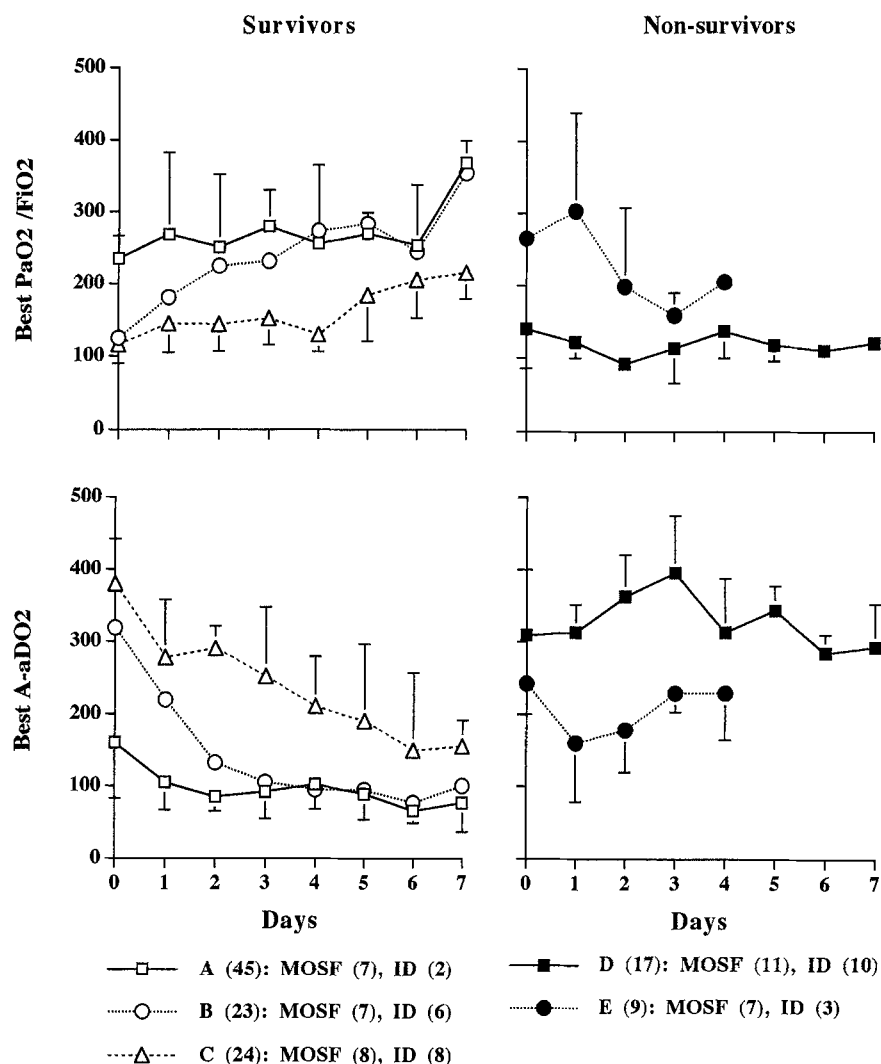 Survivors
Non-survivors
500
400
300
200
100
0
Best PaO2 /FiO2
500
400
300
200
100
0
Best A-aDO2
0 1 2 3 4 5 6 7
0 1 2 3 4 5 6 7
Days
Days
A (45): MOSF (7), ID (2)
B (23): MOSF (7), ID (6)
C (24): MOSF (8), ID (8)
D (17): MOSF (11), ID (10)
E (9): MOSF (7), ID (3)